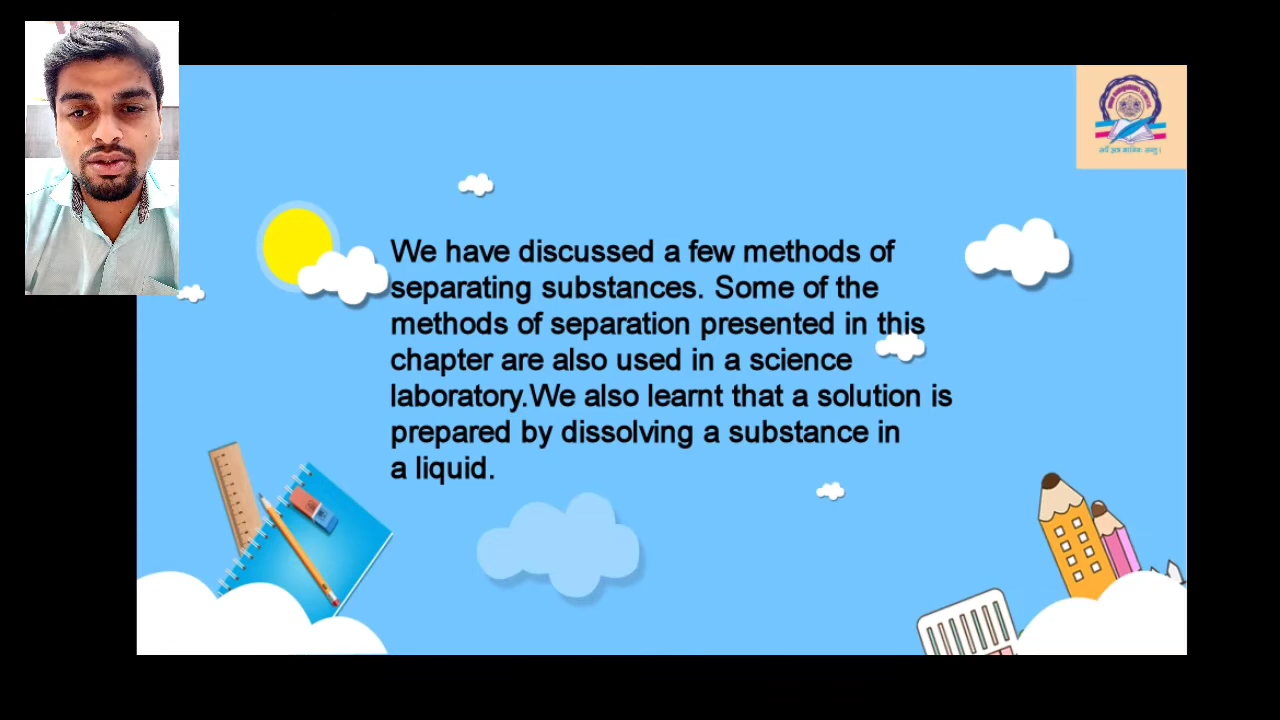 We have discussed a few methods of
separating substances. Some of the
methods of separation presented in this
chapter are also used in a science
laboratory.We also learnt that a solution is
prepared by dissolving a substance in
a liquid.